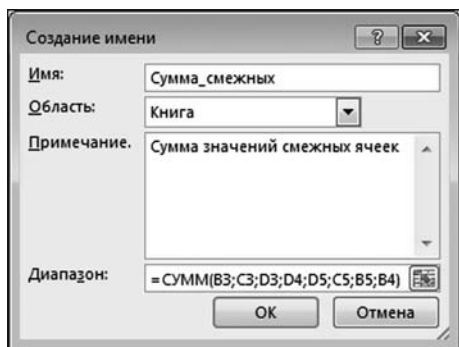 Создание имени
Имя: Сумма_смежных
Область: Книга
Примечание. Сумма значений смежных ячеек
Диапазон: =СУММ(B3;C3;D3;D4;D5;C5;B5;B4)
ОК Отмена